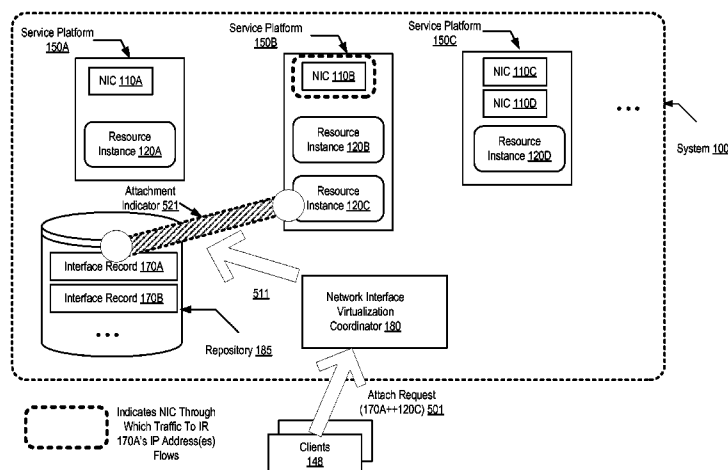 Service Platform
150A
Service Platform
150B
Service Platform
150C
NIC 110A
NIC 110B
NIC 110C
NIC 110D
Resource
Instance 120A
Resource
Instance 120B
Resource
Instance 120D
Resource
Instance 120C
...
System 100
Attachment
Indicator 521
Interface Record 170A
Interface Record 170B
...
511
Network Interface
Virtualization
Coordinator 180
Repository 185
Attach Request
(170A++120C) 501
Indicates NIC Through
Which Traffic To IR
170A's IP Address(es)
Flows
Clients
148